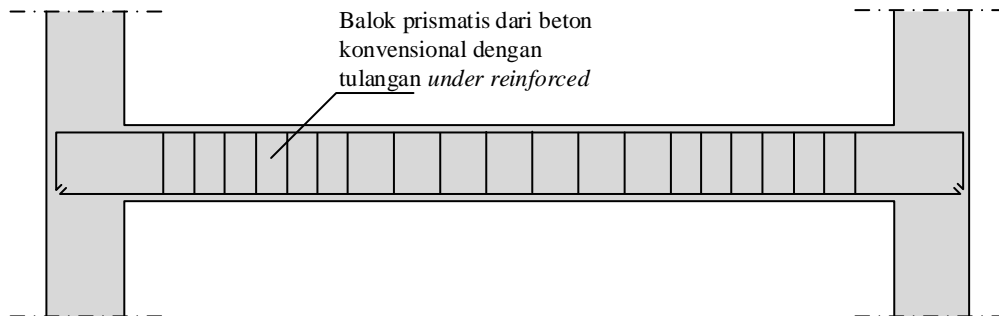 Balok prismatis dari beton
konvensional dengan
tulangan under reinforced